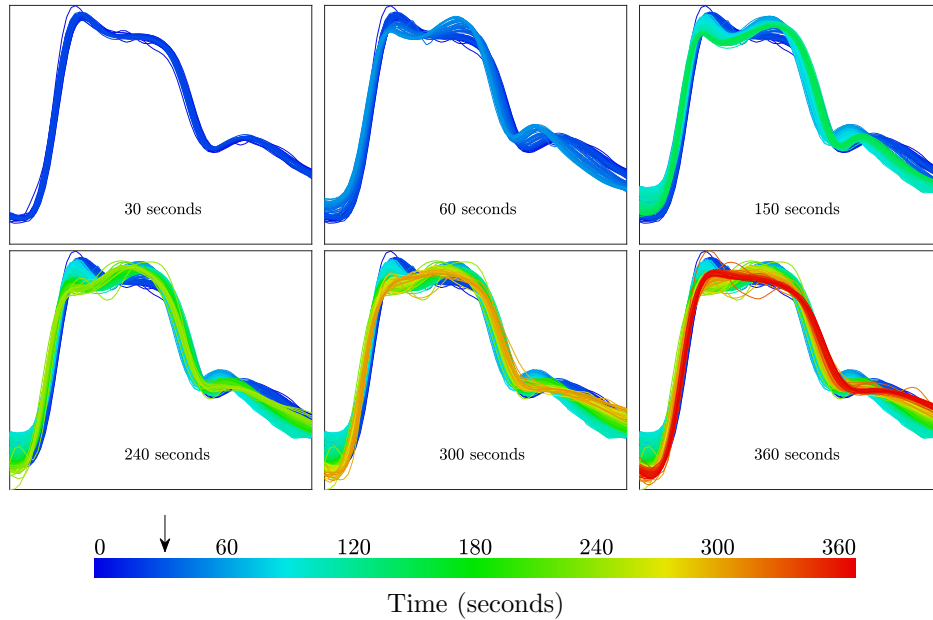 30 seconds
60 seconds
150 seconds
240 seconds
300 seconds
360 seconds
0 60 120 180 240 300 360
Time (seconds)